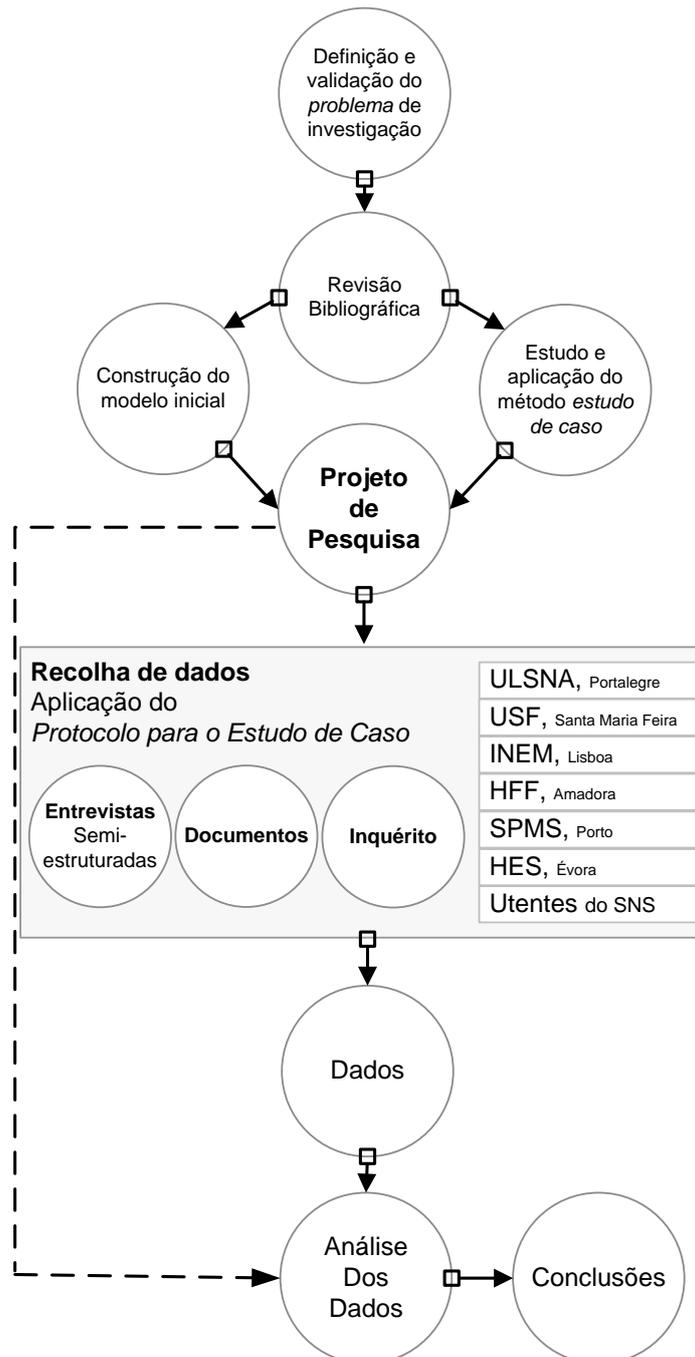 Definição e
validação do
problema de
investigação
Revisão
Bibliográfica
Construção do
modelo inicial
Estudo e
aplicação do
método estudo
de caso
Projeto
de
Pesquisa
Recolha de dados
Aplicação do
Protocolo para o Estudo de Caso
Entrevistas
Semi-
estruturadas
Documentos
Inquérito
ULSNA, Portalegre
USF, Santa Maria Feira
INEM, Lisboa
HFF, Amadora
SPMS, Porto
HES, Évora
Utentes do SNS
Dados
Análise
Dos
Dados
Conclusões